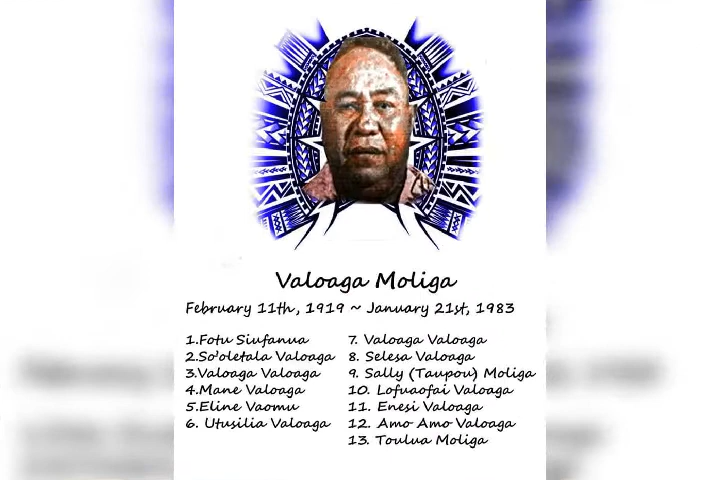 Valoaga Moliga
February 11th, 1919 ~ January 21st, 1983
1.Fotu Siufanua
2.So'oletala Valoaga
3.Valoaga Valoaga
4.Mane Valoaga
5.Eline Vaomu
6. Utusilia Valoaga
7. Valoaga Valoaga
8. Selesa Valoaga
9. Sally (Taupou) Moliga
10. Lofuaofai Valoaga
11. Enesi Valoaga
12. Amo Amo Valoaga
13. Toulua Moliga